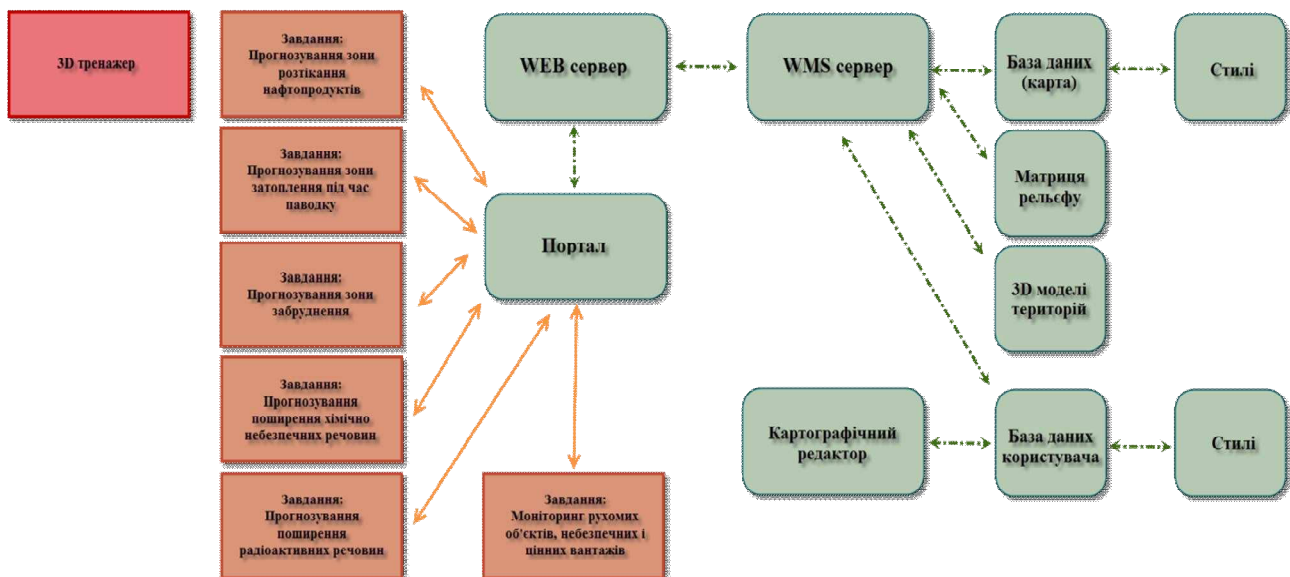 3D тренажер
Завдання:
Прогнозування зони
розтікання
нафтопродуктів
WEB сервер
WMS сервер
База даних
(карта)
Стилі
Завдання:
Прогнозування зони
затоплення під час
паводку
Матриця
рельєфу
Портал
Завдання:
Прогнозування зони
забруднення
3D моделі
територій
Завдання:
Прогнозування
поширення хімічно
небезпечних речовин
Картографічний
редактор
База даних
користувача
Стилі
Завдання:
Прогнозування
поширення
радіоактивних речовин
Завдання:
Моніторинг рухомих
об'єктів, небезпечних і
цінних вантажів